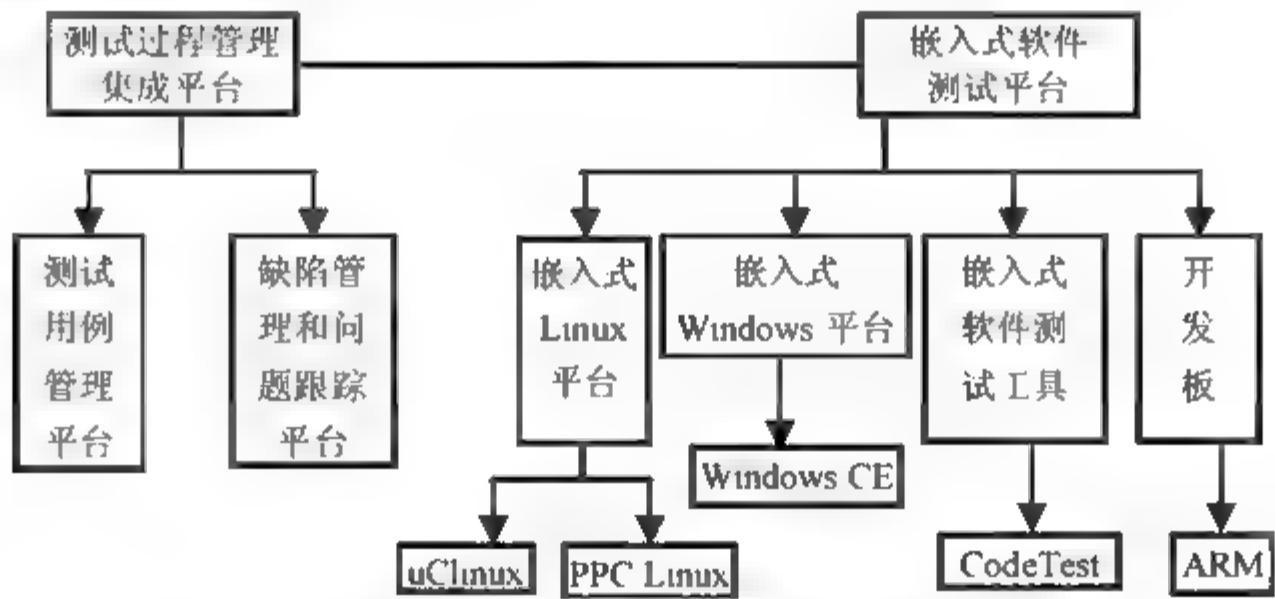 测试过程管理
集成平台
嵌入式软件
测试平台
测试
用例
管理
平台
缺陷管
理和问
题跟踪
平台
嵌入式
Linux
平台
嵌入式
Windows 平台
嵌入式
软件测
试工具
开
发
板
Windows CE
uClinux
PPC Linux
CodeTest
ARM